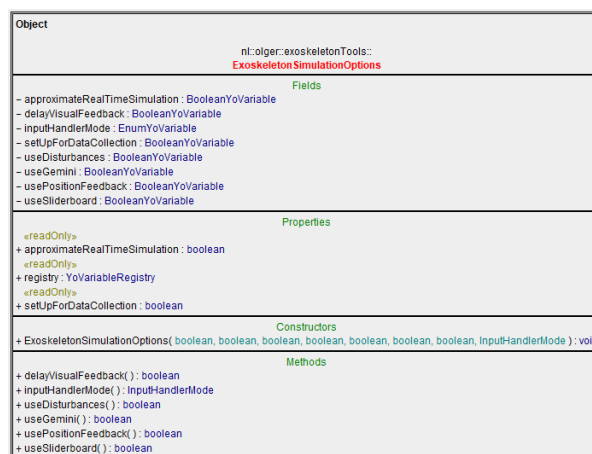 Object
nl::olger::exoskeletonTools::
ExoskeletonSimulationOptions
Fields
– approximateRealTimeSimulation : BooleanYoVariable
– delayVisualFeedback : BooleanYoVariable
– inputHandlerMode : EnumYoVariable
– setUpForDataCollection : BooleanYoVariable
– useDisturbances : BooleanYoVariable
– useGemini : BooleanYoVariable
– usePositionFeedback : BooleanYoVariable
– useSliderboard : BooleanYoVariable
Properties
«readOnly»
+ approximateRealTimeSimulation : boolean
«readOnly»
+ registry : YoVariableRegistry
«readOnly»
+ setUpForDataCollection : boolean
Constructors
+ ExoskeletonSimulationOptions( boolean, boolean, boolean, boolean, boolean, boolean, boolean, InputHandlerMode ) : voi
Methods
+ delayVisualFeedback( ) : boolean
+ inputHandlerMode( ) : InputHandlerMode
+ useDisturbances( ) : boolean
+ useGemini( ) : boolean
+ usePositionFeedback( ) : boolean
+ useSliderboard( ) : boolean